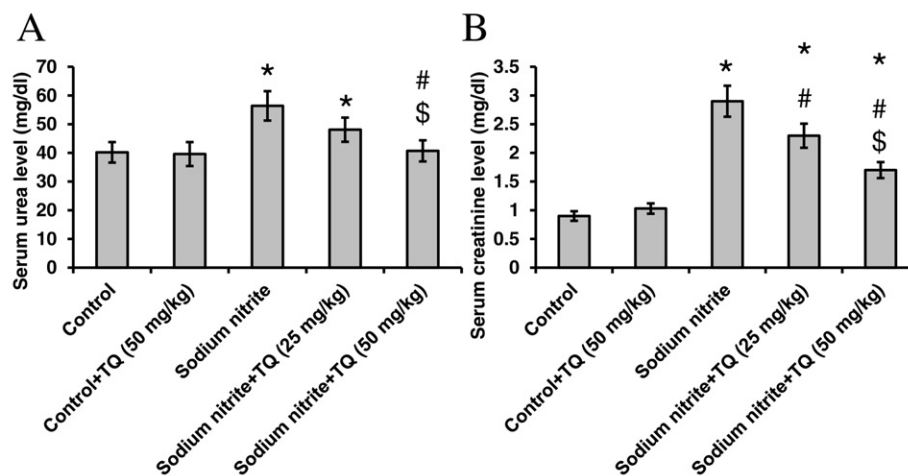 A
Serum urea level (mg/dl)
70
60
50
40
30
20
10
0
*
*
#
$
Control
Control+TQ (50 mg/kg)
Sodium nitrite
Sodium nitrite+TQ (25 mg/kg)
Sodium nitrite+TQ (50 mg/kg)
B
Serum creatinine level (mg/dl)
3.5
3
2.5
2
1.5
1
0.5
0
*
*
#
*
#
$
Control
Control+TQ (50 mg/kg)
Sodium nitrite
Sodium nitrite+TQ (25 mg/kg)
Sodium nitrite+TQ (50 mg/kg)